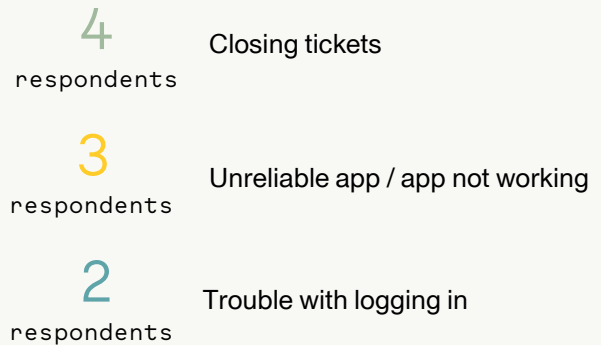 4
respondents
Closing tickets
3
respondents
Unreliable app / app not working
2
respondents
Trouble with logging in